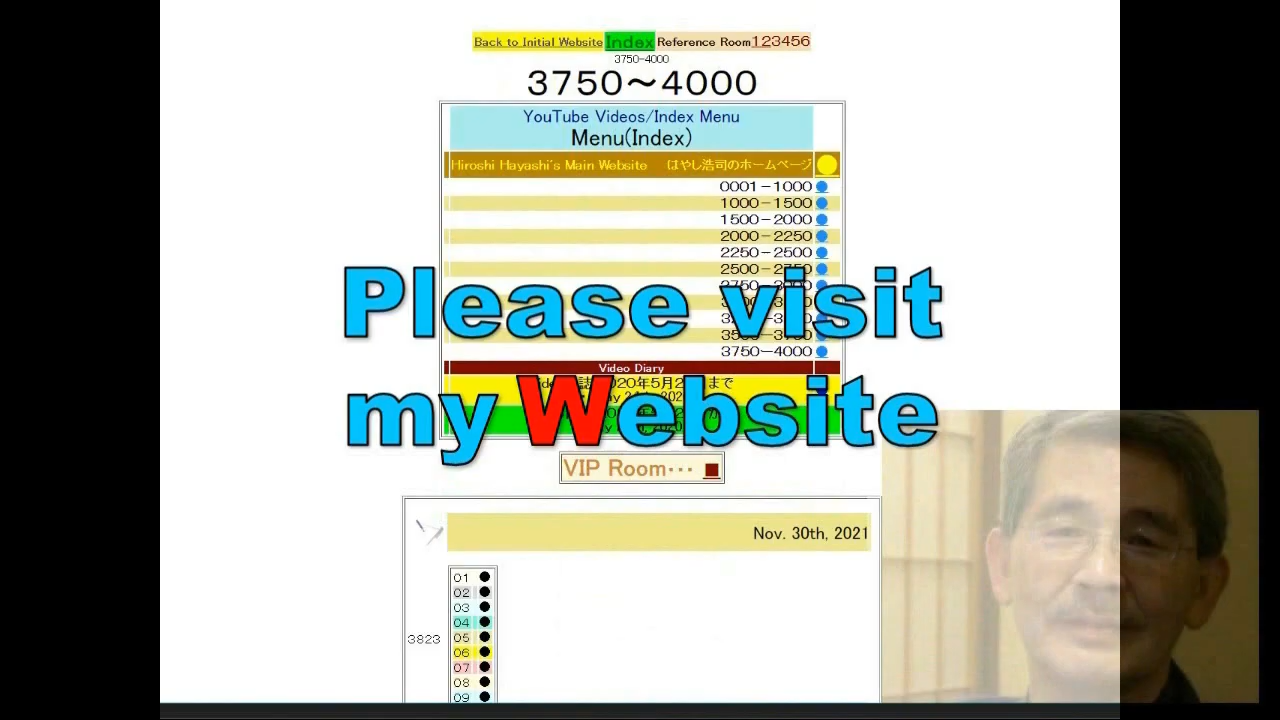 Back to Initial Website Index Reference Room123456
3750-4000
3750～4000
YouTube Videos/Index Menu
Menu(Index)
Hiroshi Hayashi's Main Website はやし浩司のホームページ
0001－1000
1000－1500
1500－2000
2000－2250
2250－2500
2500－2750
3750－4000
Please visit
my Website
Video Diary
VIP Room･･･
Nov. 30th, 2021
3823
01
02
03
04
05
06
07
08
09